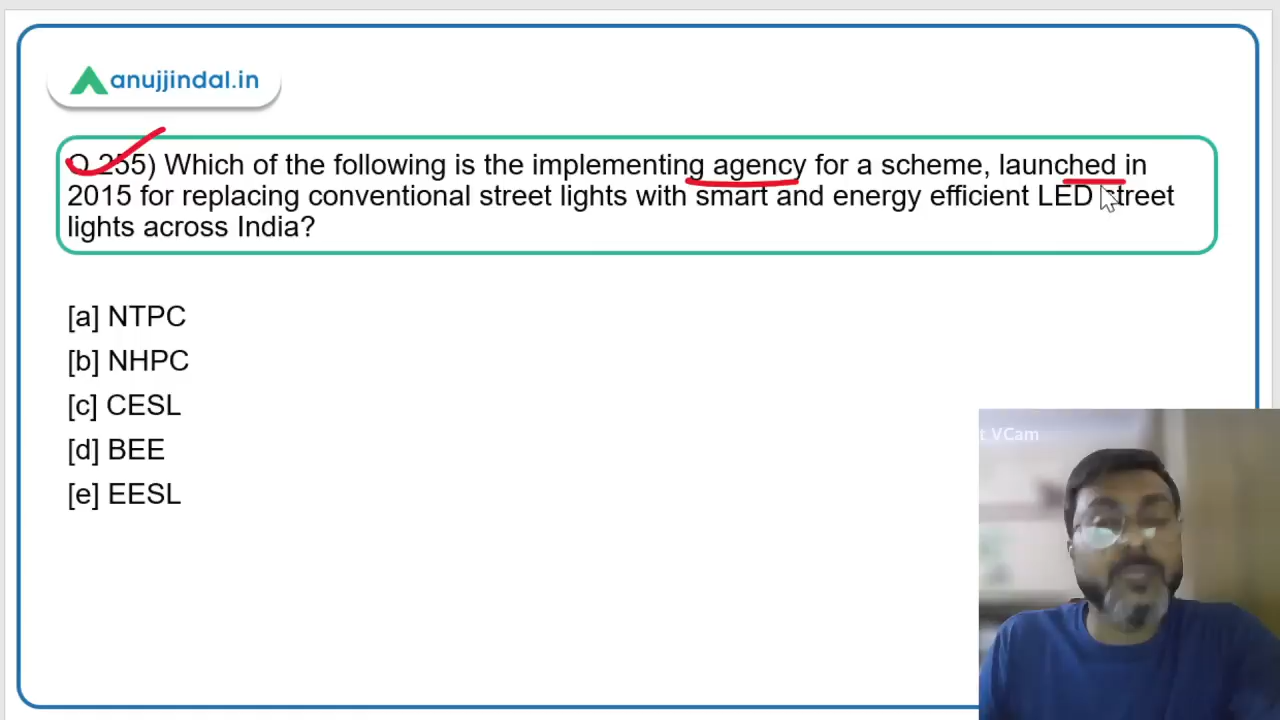 anujjindal.in
Q.255) Which of the following is the implementing agency for a scheme, launched in
2015 for replacing conventional street lights with smart and energy efficient LED street
lights across India?
[a] NTPC
[b] NHPC
[c] CESL
[d] BEE
[e] EESL
t VCam